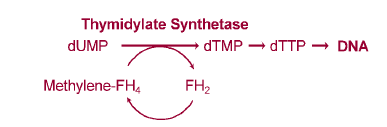 Thymidylate Synthetase
dUMP dTMP dTTP DNA
Methylene-FH₄ FH₂